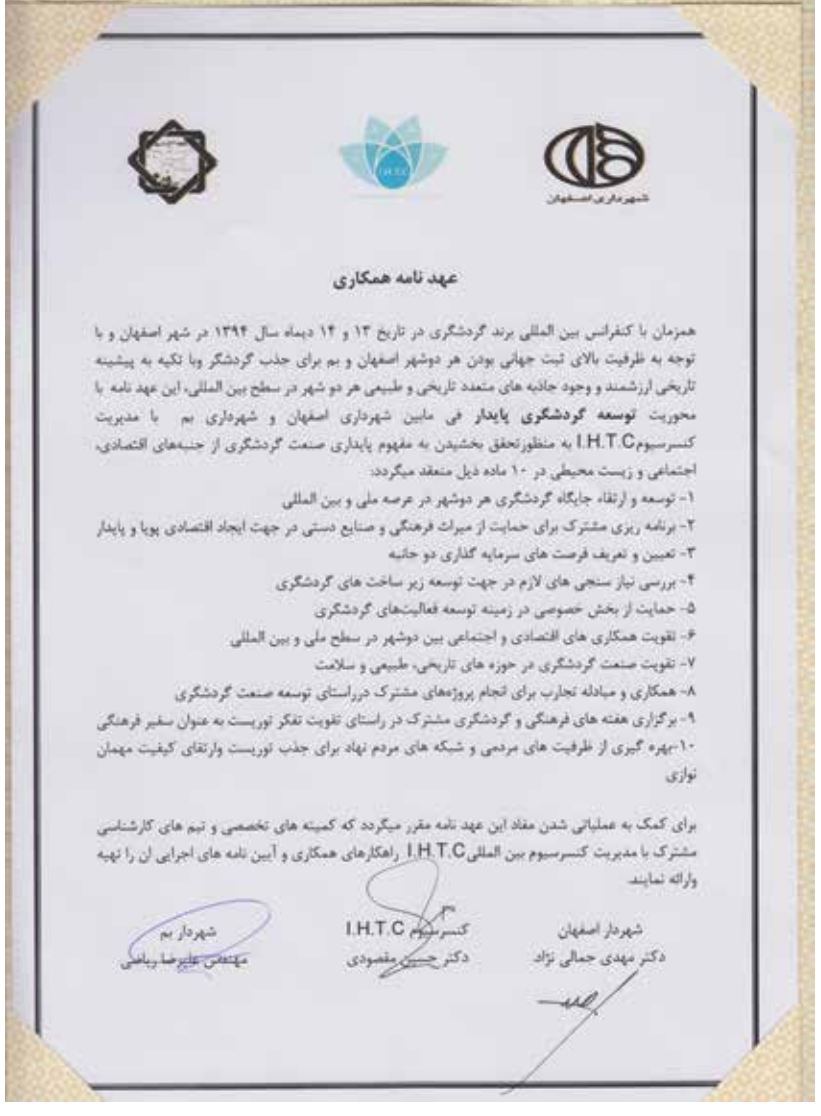 I.H.T.C
شهرداری اصفهان
عهد نامه همکاری
همزمان با کنفرانس بین المللی برند گردشگری در تاریخ ۱۳ و ۱۴ دیماه سال ۱۳۹۴ در شهر اصفهان و با
توجه به ظرفیت بالای ثبت جهانی بودن هر دوشهر اصفهان و بم برای جذب گردشگر وبا تکیه به پیشینه
تاریخی ارزشمند و وجود جاذبه های متعدد تاریخی و طبیعی هر دو شهر در سطح بین المللی، این عهد نامه با
محوریت توسعه گردشگری پایدار فی مابین شهرداری اصفهان و شهرداری بم با مدیریت
کنسرسیومI.H.T.C به منظورتحقق بخشیدن به مفهوم پایداری صنعت گردشگری از جنبه‌های اقتصادی،
اجتماعی و زیست محیطی در ۱۰ ماده ذیل منعقد میگردد:
۱- توسعه و ارتقاء جایگاه گردشگری هر دوشهر در عرصه ملی و بین المللی
۲- برنامه ریزی مشترک برای حمایت از میراث فرهنگی و صنایع دستی در جهت ایجاد اقتصادی پویا و پایدار
۳- تعیین و تعریف فرصت های سرمایه گذاری دو جانبه
۴- بررسی نیاز سنجی های لازم در جهت توسعه زیر ساخت های گردشگری
۵- حمایت از بخش خصوصی در زمینه توسعه فعالیت‌های گردشگری
۶- تقویت همکاری های اقتصادی و اجتماعی بین دوشهر در سطح ملی و بین المللی
۷- تقویت صنعت گردشگری در حوزه های تاریخی، طبیعی و سلامت
۸- همکاری و مبادله تجارب برای انجام پروژه‌های مشترک درراستای توسعه صنعت گردشگری
۹- برگزاری هفته های فرهنگی و گردشگری مشترک در راستای تقویت تفکر توریست به عنوان سفیر فرهنگی
۱۰-بهره گیری از ظرفیت های مردمی و شبکه های مردم نهاد برای جذب توریست وارتقای کیفیت مهمان
نوازی
برای کمک به عملیاتی شدن مفاد این عهد نامه مقرر میگردد که کمیته های تخصصی و تیم های کارشناسی
مشترک با مدیریت کنسرسیوم بین المللیI.H.T.C راهکارهای همکاری و آیین نامه های اجرایی ان را تهیه
وارائه نمایند.
شهردار اصفهان کنسرسیوم I.H.T.C شهردار بم
دکتر مهدی جمالی نژاد دکتر حسین مقصودی مهندس علیرضا ریاضی